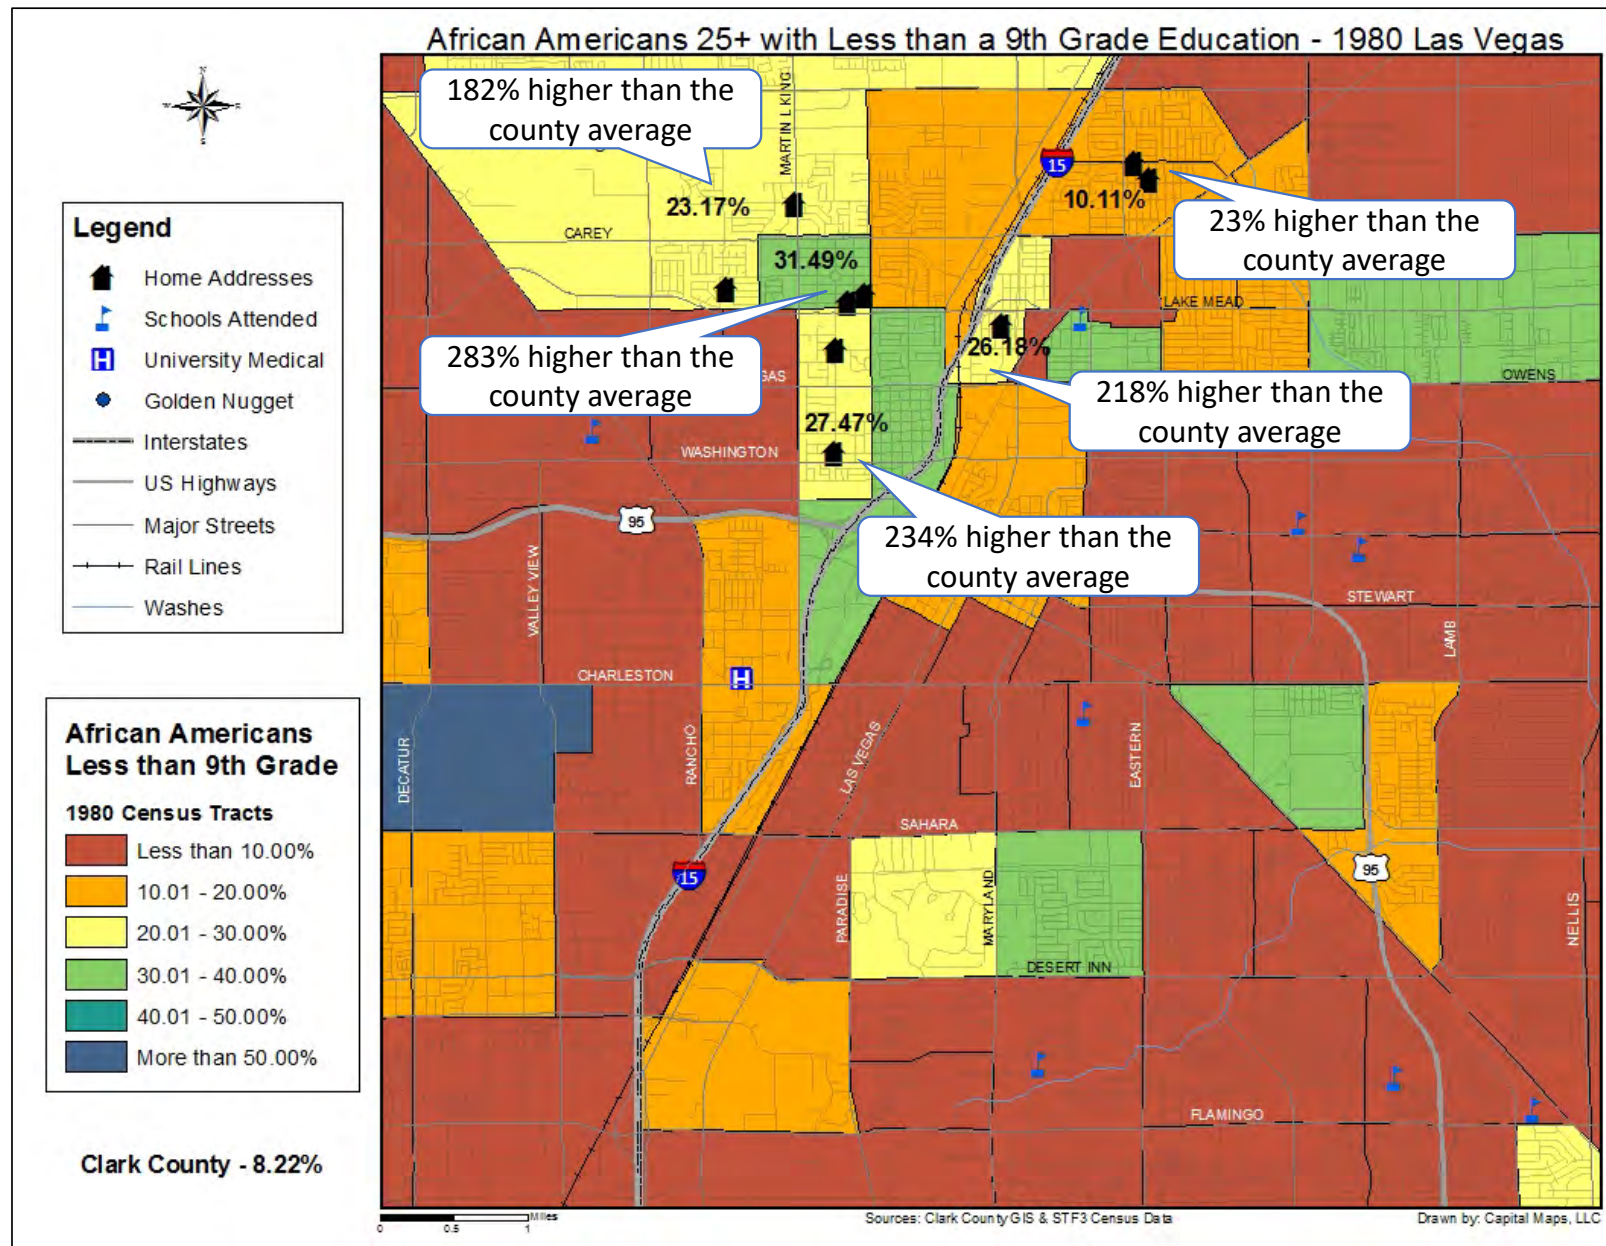 African Americans 25+ with Less than a 9th Grade Education - 1980 Las Vegas
N
W
E
S
182% higher than the
county average
MARTIN L KING
15
23.17%
10.11%
23% higher than the
county average
CAREY
31.49%
LAKE MEAD
283% higher than the
county average
26.18%
GAS
OWENS
218% higher than the
county average
27.47%
WASHINGTON
95
234% higher than the
county average
VALLEY VIEW
STEWART
LAMB
CHARLESTON
H
DECATUR
RANCHO
LAS VEGAS
EASTERN
SAHARA
15
95
PARADISE
MARYLAND
NELLIS
DESERT INN
FLAMINGO
Legend
Home Addresses
Schools Attended
H University Medical
Golden Nugget
Interstates
US Highways
Major Streets
Rail Lines
Washes
African Americans
Less than 9th Grade
1980 Census Tracts
Less than 10.00%
10.01 - 20.00%
20.01 - 30.00%
30.01 - 40.00%
40.01 - 50.00%
More than 50.00%
Clark County - 8.22%
Miles
0 0.5 1
Sources: Clark County GIS & STF3 Census Data
Drawn by: Capital Maps, LLC